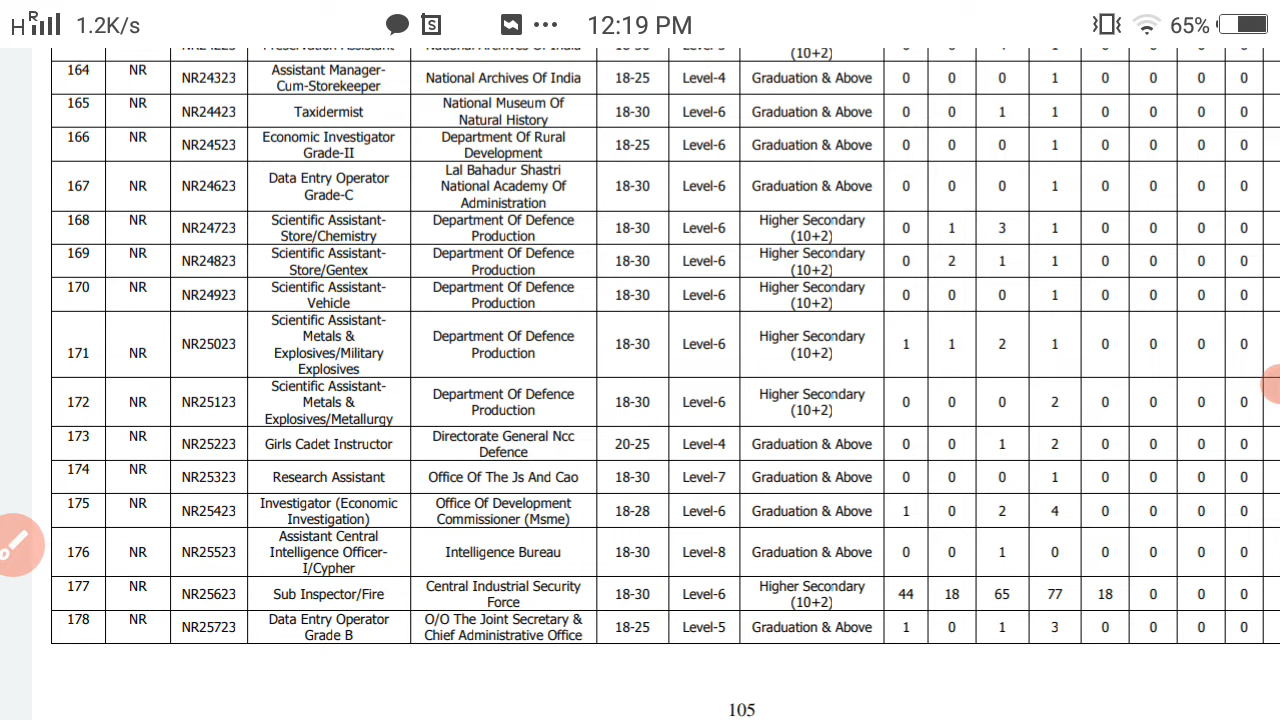 HR 1.2K/s S ... 12:19 PM 65%
NR24223 Preservation Assistant National Archives Of India 18-30 Level-5 (10+2) 0 0 1
164 NR NR24323 Assistant Manager- Cum-Storekeeper National Archives Of India 18-25 Level-4 Graduation & Above 0 0 0 1 0 0 0 0
165 NR NR24423 Taxidermist National Museum Of Natural History 18-30 Level-6 Graduation & Above 0 0 1 1 0 0 0 0
166 NR NR24523 Economic Investigator Grade-II Department Of Rural Development 18-25 Level-6 Graduation & Above 0 0 0 1 0 0 0 0
167 NR NR24623 Data Entry Operator Grade-C Lal Bahadur Shastri National Academy Of Administration 18-30 Level-6 Graduation & Above 0 0 0 1 0 0 0 0
168 NR NR24723 Scientific Assistant- Store/Chemistry Department Of Defence Production 18-30 Level-6 Higher Secondary (10+2) 0 1 3 1 0 0 0 0
169 NR NR24823 Scientific Assistant- Store/Gentex Department Of Defence Production 18-30 Level-6 Higher Secondary (10+2) 0 2 1 1 0 0 0 0
170 NR NR24923 Scientific Assistant- Vehicle Department Of Defence Production 18-30 Level-6 Higher Secondary (10+2) 0 0 0 1 0 0 0 0
171 NR NR25023 Scientific Assistant- Metals & Explosives/Military Explosives Department Of Defence Production 18-30 Level-6 Higher Secondary (10+2) 1 1 2 1 0 0 0 0
172 NR NR25123 Scientific Assistant- Metals & Explosives/Metallurgy Department Of Defence Production 18-30 Level-6 Higher Secondary (10+2) 0 0 0 2 0 0 0 0
173 NR NR25223 Girls Cadet Instructor Directorate General Ncc Defence 20-25 Level-4 Graduation & Above 0 0 1 2 0 0 0 0
174 NR NR25323 Research Assistant Office Of The Js And Cao 18-30 Level-7 Graduation & Above 0 0 0 1 0 0 0 0
175 NR NR25423 Investigator (Economic Investigation) Office Of Development Commissioner (Msme) 18-28 Level-6 Graduation & Above 1 0 2 4 0 0 0 0
176 NR NR25523 Assistant Central Intelligence Officer- I/Cypher Intelligence Bureau 18-30 Level-8 Graduation & Above 0 0 1 0 0 0 0 0
177 NR NR25623 Sub Inspector/Fire Central Industrial Security Force 18-30 Level-6 Higher Secondary (10+2) 44 18 65 77 18 0 0 0
178 NR NR25723 Data Entry Operator Grade B O/O The Joint Secretary & Chief Administrative Office 18-25 Level-5 Graduation & Above 1 0 1 3 0 0 0 0
105